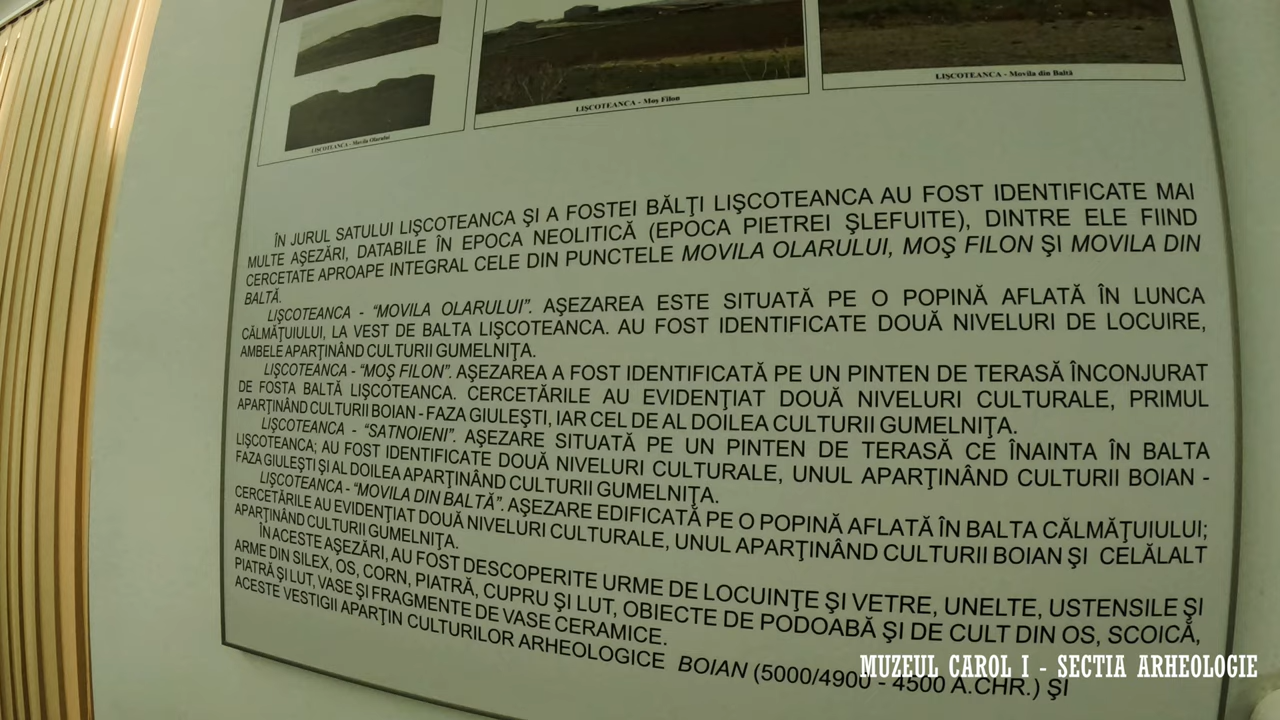 LIŞCOTEANCA - Movila Olarului
LIŞCOTEANCA - Moş Filon
LIŞCOTEANCA - Movila din Baltă
ÎN JURUL SATULUI LIŞCOTEANCA ŞI A FOSTEI BĂLŢI LIŞCOTEANCA AU FOST IDENTIFICATE MAI
MULTE AŞEZĂRI, DATABILE ÎN EPOCA NEOLITICĂ (EPOCA PIETREI ŞLEFUITE), DINTRE ELE FIIND
CERCETATE APROAPE INTEGRAL CELE DIN PUNCTELE MOVILA OLARULUI, MOŞ FILON ŞI MOVILA DIN
BALTĂ.
LIŞCOTEANCA - “MOVILA OLARULUI”. AŞEZAREA ESTE SITUATĂ PE O POPINĂ AFLATĂ ÎN LUNCA
CĂLMĂŢUIULUI, LA VEST DE BALTA LIŞCOTEANCA. AU FOST IDENTIFICATE DOUĂ NIVELURI DE LOCUIRE,
AMBELE APARŢINÂND CULTURII GUMELNIŢA.
LIŞCOTEANCA - “MOŞ FILON”. AŞEZAREA A FOST IDENTIFICATĂ PE UN PINTEN DE TERASĂ ÎNCONJURAT
DE FOSTA BALTĂ LIŞCOTEANCA. CERCETĂRILE AU EVIDENŢIAT DOUĂ NIVELURI CULTURALE, PRIMUL
APARŢINÂND CULTURII BOIAN - FAZA GIULEŞTI, IAR CEL DE AL DOILEA CULTURII GUMELNIŢA.
LIŞCOTEANCA - “SATNOIENI”. AŞEZARE SITUATĂ PE UN PINTEN DE TERASĂ CE ÎNAINTA ÎN BALTA
LIŞCOTEANCA; AU FOST IDENTIFICATE DOUĂ NIVELURI CULTURALE, UNUL APARŢINÂND CULTURII BOIAN -
FAZA GIULEŞTI ŞI AL DOILEA APARŢINÂND CULTURII GUMELNIŢA.
LIŞCOTEANCA - “MOVILA DIN BALTĂ”. AŞEZARE EDIFICATĂ PE O POPINĂ AFLATĂ ÎN BALTA CĂLMĂŢUIULUI;
CERCETĂRILE AU EVIDENŢIAT DOUĂ NIVELURI CULTURALE, UNUL APARŢINÂND CULTURII BOIAN ŞI CELĂLALT
APARŢINÂND CULTURII GUMELNIŢA.
ÎN ACESTE AŞEZĂRI, AU FOST DESCOPERITE URME DE LOCUINŢE ŞI VETRE, UNELTE, USTENSILE ŞI
ARME DIN SILEX, OS, CORN, PIATRĂ, CUPRU ŞI LUT, OBIECTE DE PODOABĂ ŞI DE CULT DIN OS, SCOICĂ,
PIATRĂ ŞI LUT, VASE ŞI FRAGMENTE DE VASE CERAMICE.
ACESTE VESTIGII APARŢIN CULTURILOR ARHEOLOGICE BOIAN (5000/4900 - 4500 A.CHR.) ŞI
MUZEUL CAROL I - SECTIA ARHEOLOGIE